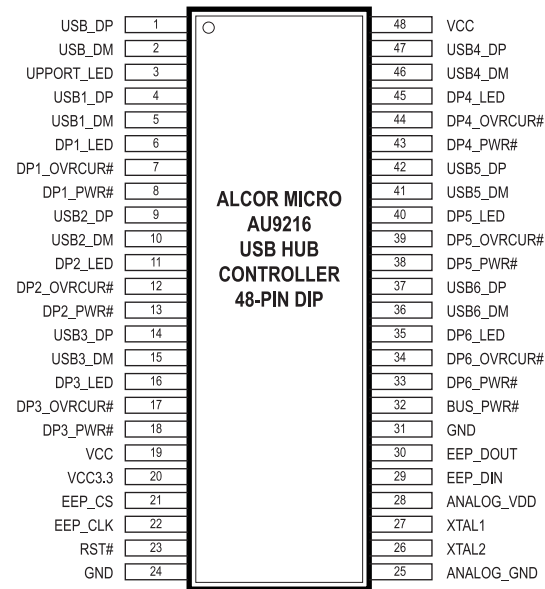 USB_DP 1 48 VCC
USB_DM 2 47 USB4_DP
UPPORT_LED 3 46 USB4_DM
USB1_DP 4 45 DP4_LED
USB1_DM 5 44 DP4_OVRCUR#
DP1_LED 6 43 DP4_PWR#
DP1_OVRCUR# 7 42 USB5_DP
DP1_PWR# 8 41 USB5_DM
USB2_DP 9 40 DP5_LED
USB2_DM 10 39 DP5_OVRCUR#
DP2_LED 11 38 DP5_PWR#
DP2_OVRCUR# 12 37 USB6_DP
DP2_PWR# 13 36 USB6_DM
USB3_DP 14 35 DP6_LED
USB3_DM 15 34 DP6_OVRCUR#
DP3_LED 16 33 DP6_PWR#
DP3_OVRCUR# 17 32 BUS_PWR#
DP3_PWR# 18 31 GND
VCC 19 30 EEP_DOUT
VCC3.3 20 29 EEP_DIN
EEP_CS 21 28 ANALOG_VDD
EEP_CLK 22 27 XTAL1
RST# 23 26 XTAL2
GND 24 25 ANALOG_GND
ALCOR MICRO
AU9216
USB HUB
CONTROLLER
48-PIN DIP